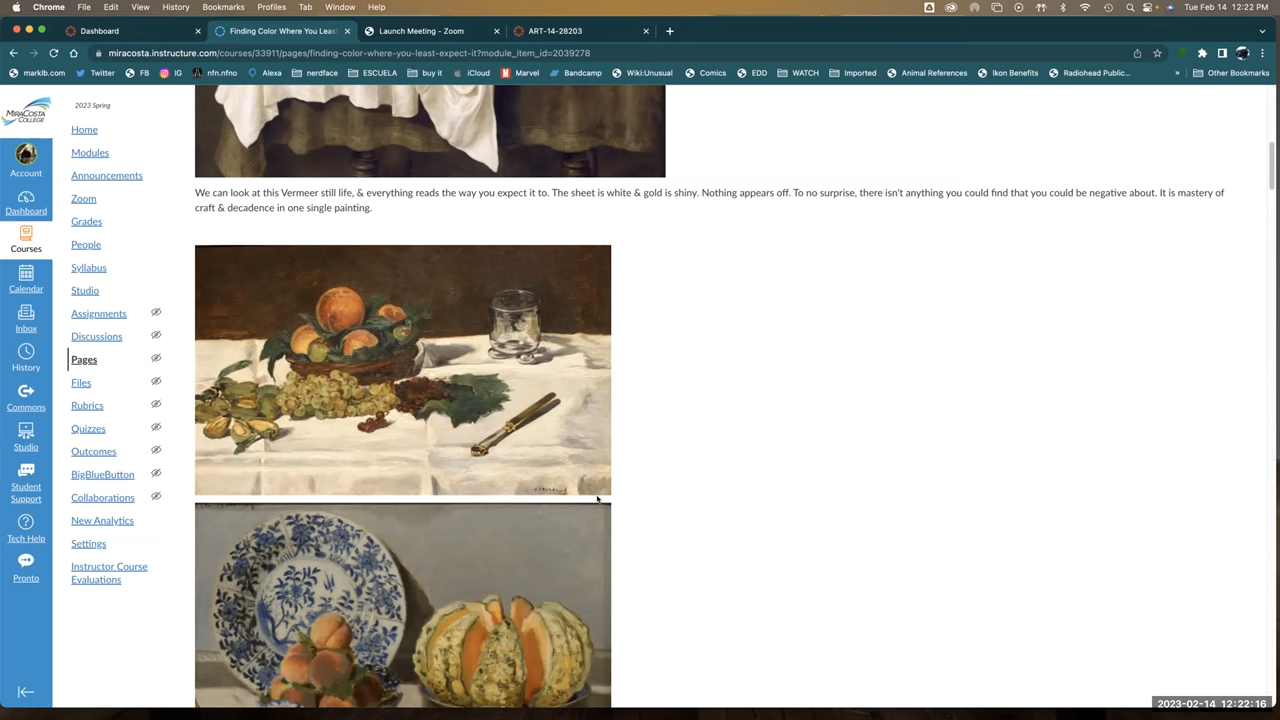 Chrome File Edit View History Bookmarks Profiles Tab Window Help
Tue Feb 14 12:22 PM
Dashboard
Finding Color Where You Leas
Launch Meeting - Zoom
ART-14-28203
miracosta.instructure.com/courses/33911/pages/finding-color-where-you-least-expect-it?module_item_id=2039278
marklb.com Twitter FB IG nfn.nfno Alexa nerdface ESCUELA buy it iCloud Marvel Bandcamp Wiki:Unusual Comics EDD WATCH Imported Animal References Ikon Benefits Radiohead Public... » Other Bookmarks
MIRACOSTA
COLLEGE
Account
Dashboard
Courses
Calendar
Inbox
History
Commons
Studio
Student
Support
Tech Help
Pronto
2023 Spring
Home
Modules
Announcements
Zoom
Grades
People
Syllabus
Studio
Assignments
Discussions
Pages
Files
Rubrics
Quizzes
Outcomes
BigBlueButton
Collaborations
New Analytics
Settings
Instructor Course
Evaluations
We can look at this Vermeer still life, & everything reads the way you expect it to. The sheet is white & gold is shiny. Nothing appears off. To no surprise, there isn't anything you could find that you could be negative about. It is mastery of
craft & decadence in one single painting.
2023-02-14 12:22:16